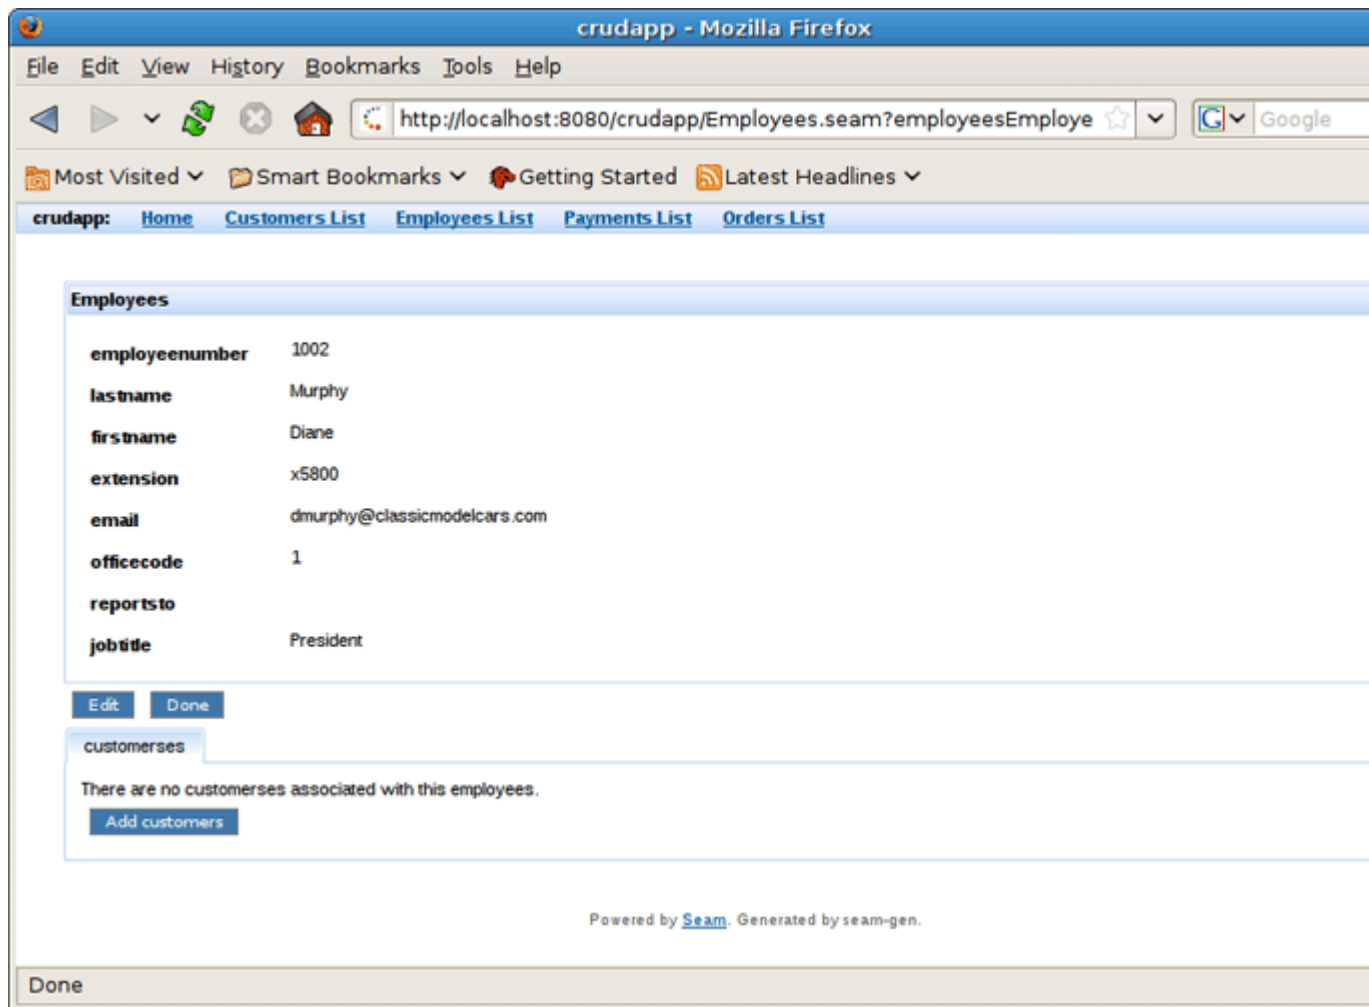 crudapp - Mozilla Firefox
File Edit View History Bookmarks Tools Help
http://localhost:8080/crudapp/Employees.seam?employeesEmploye G Google
Most Visited Smart Bookmarks Getting Started Latest Headlines
crudapp: Home Customers List Employees List Payments List Orders List
Employees
employeenumber 1002
lastname Murphy
firstname Diane
extension x5800
email dmurphy@classicmodelcars.com
officecode 1
reportsto
jobtitle President
Edit Done
customerses
There are no customerses associated with this employees.
Add customers
Powered by Seam. Generated by seam-gen.
Done